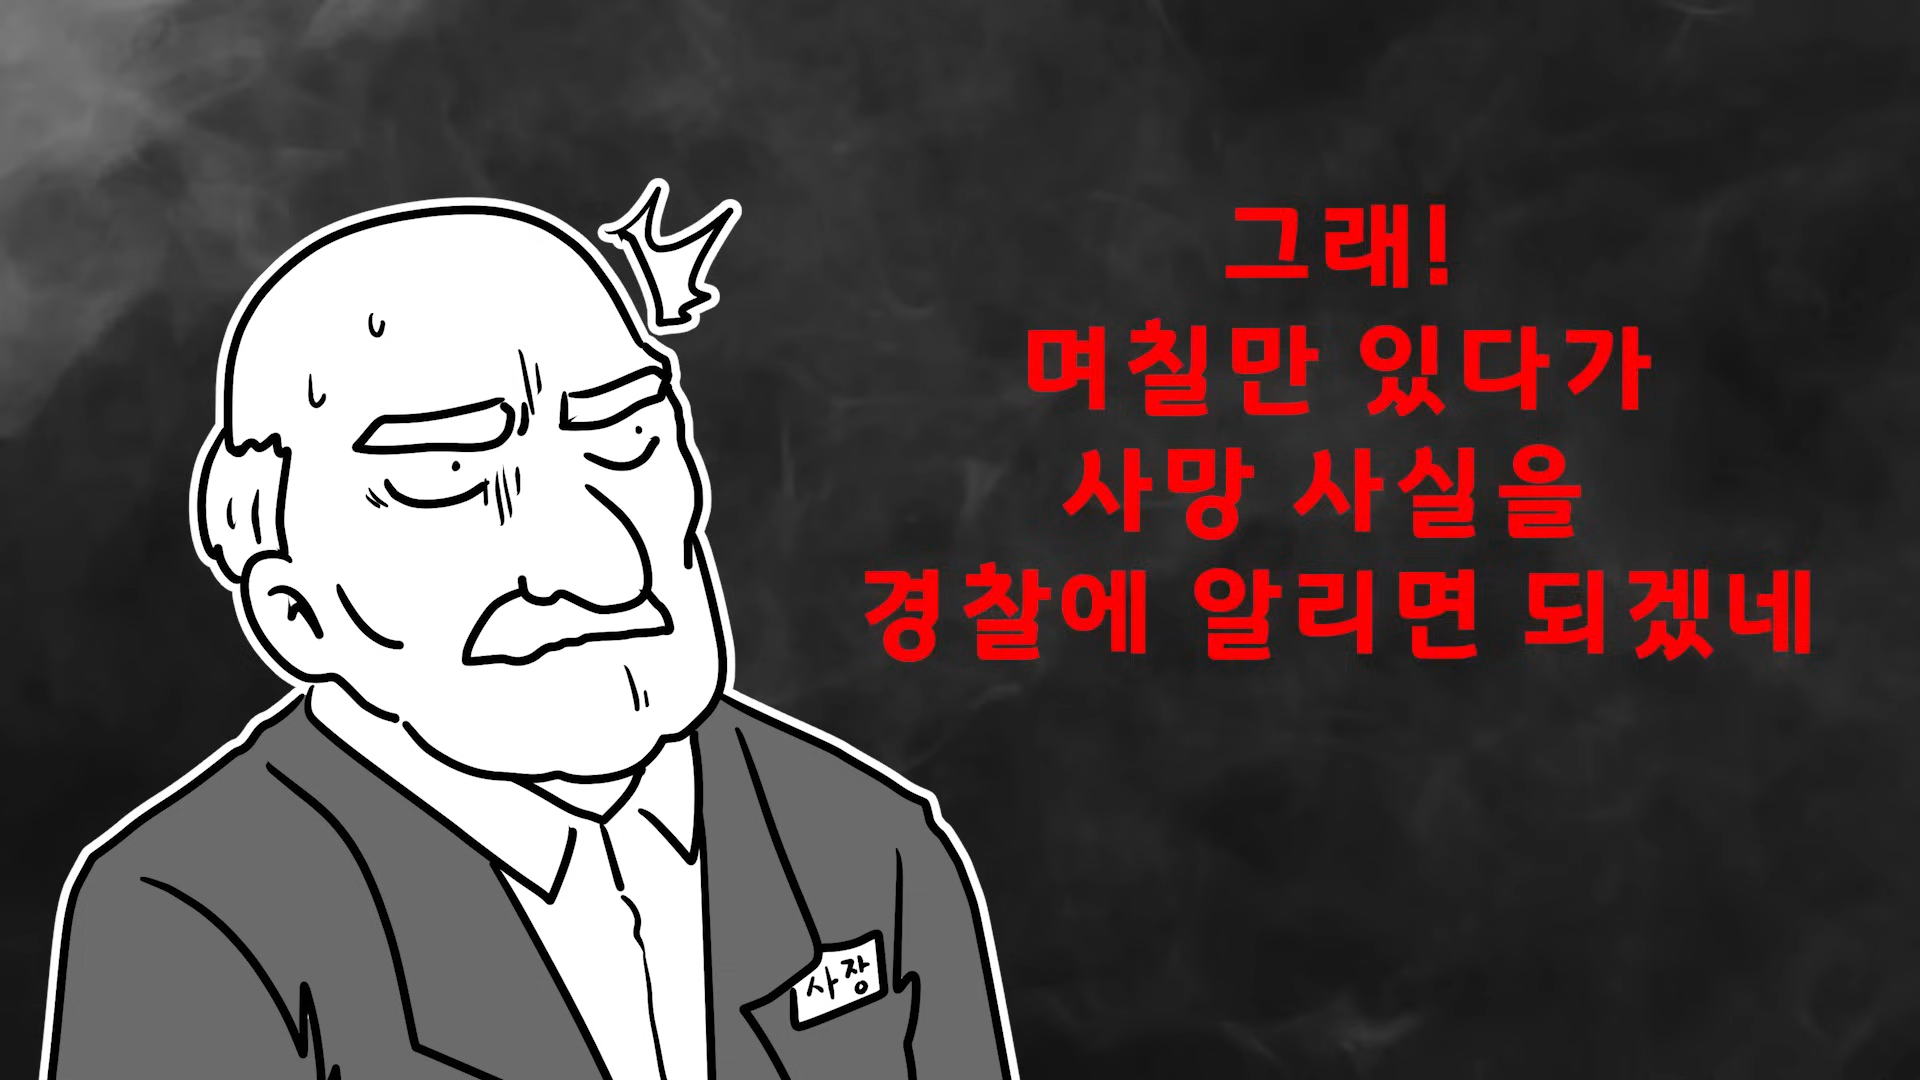 그래!
며칠만 있다가
사망 사실을
경찰에 알리면 되겠네
사장